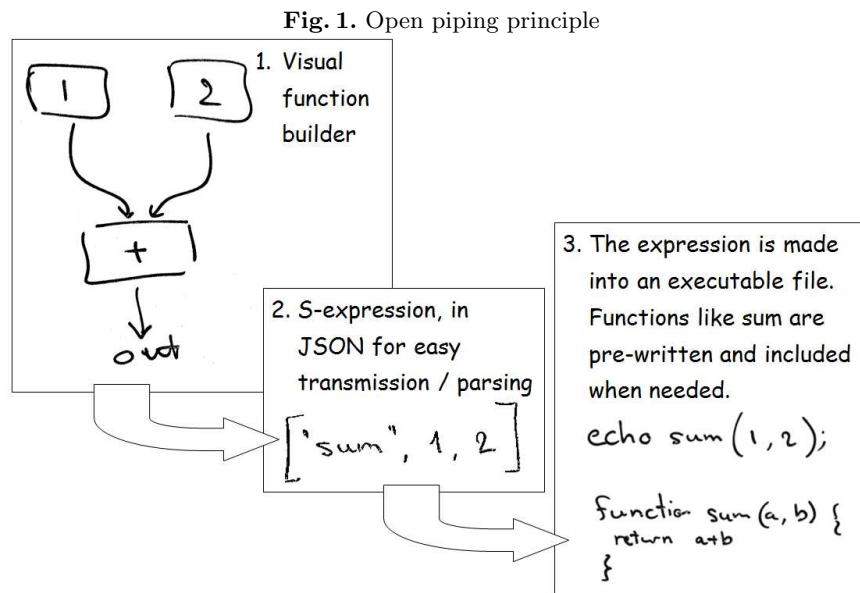 Fig. 1. Open piping principle
1. Visual
function
builder
1
2
+
out
2. S-expression, in
JSON for easy
transmission / parsing
["sum", 1, 2]
3. The expression is made
into an executable file.
Functions like sum are
pre-written and included
when needed.
echo sum(1,2);
function sum(a,b) {
return a+b
}